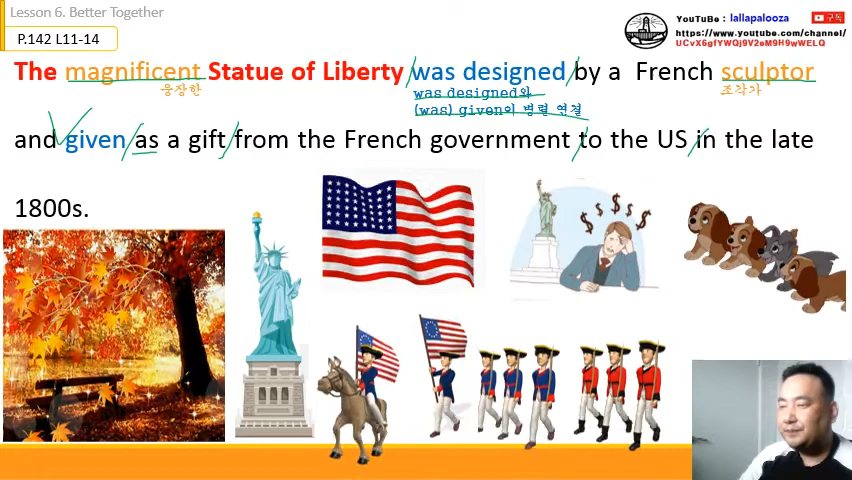 Lesson 6. Better Together
P.142 L11-14
YouTuBe : lallapalooza
구독
https://www.youtube.com/channel/
UCvX6gfYWQj9V2eM9H9wWELQ
The magnificent Statue of Liberty was designed by a French sculptor
웅장한
was designed와
조각가
(was) given의 병렬 연결
and given as a gift from the French government to the US in the late
1800s.